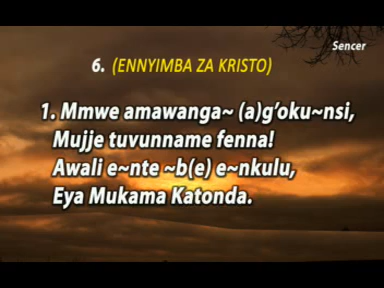 Sencer
6. (ENNYIMBA ZA KRISTO)
1. Mmwe amawanga~ (a)g'oku~nsi,
Mujje tuvunname fenna!
Awali e~nte ~b(e) e~nkulu,
Eya Mukama Katonda.